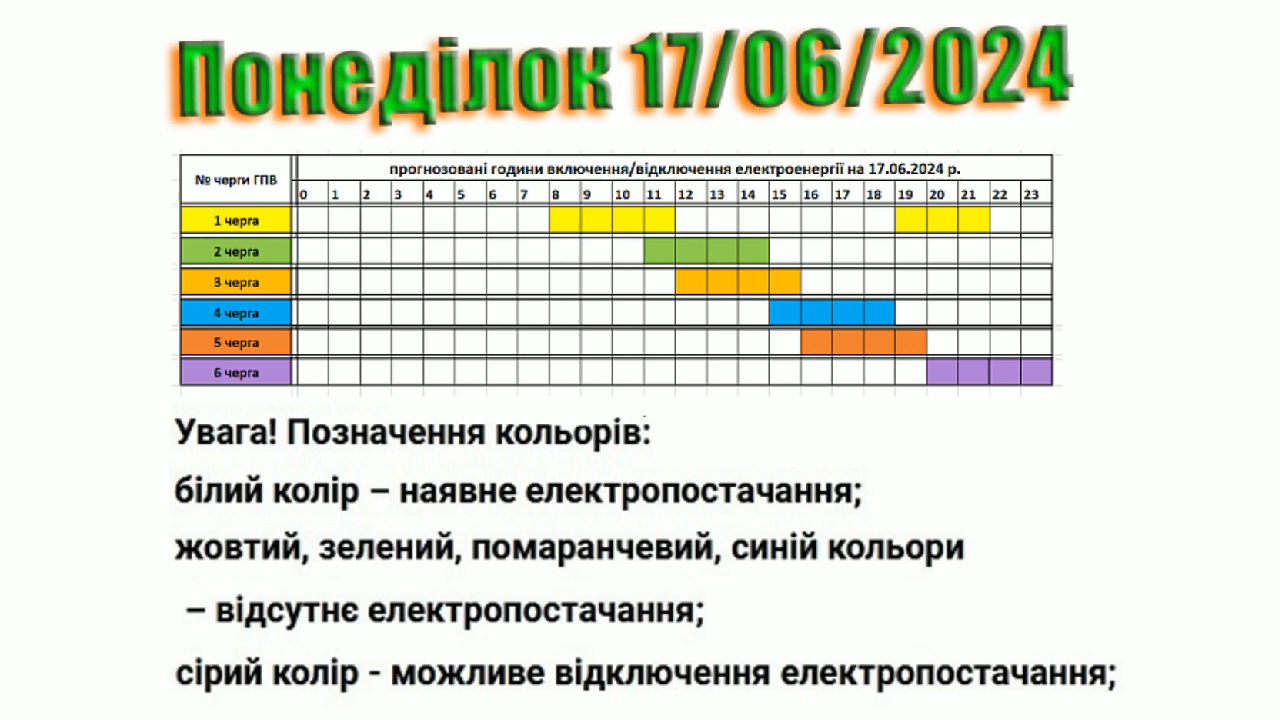 Понеділок 17/06/2024
№ черги ГПВ
прогнозовані години включення/відключення електроенергії на 17.06.2024 р.
0 1 2 3 4 5 6 7 8 9 10 11 12 13 14 15 16 17 18 19 20 21 22 23
1 черга
2 черга
3 черга
4 черга
5 черга
6 черга
Увага! Позначення кольорів:
білий колір – наявне електропостачання;
жовтий, зелений, помаранчевий, синій кольори
– відсутнє електропостачання;
сірий колір - можливе відключення електропостачання;